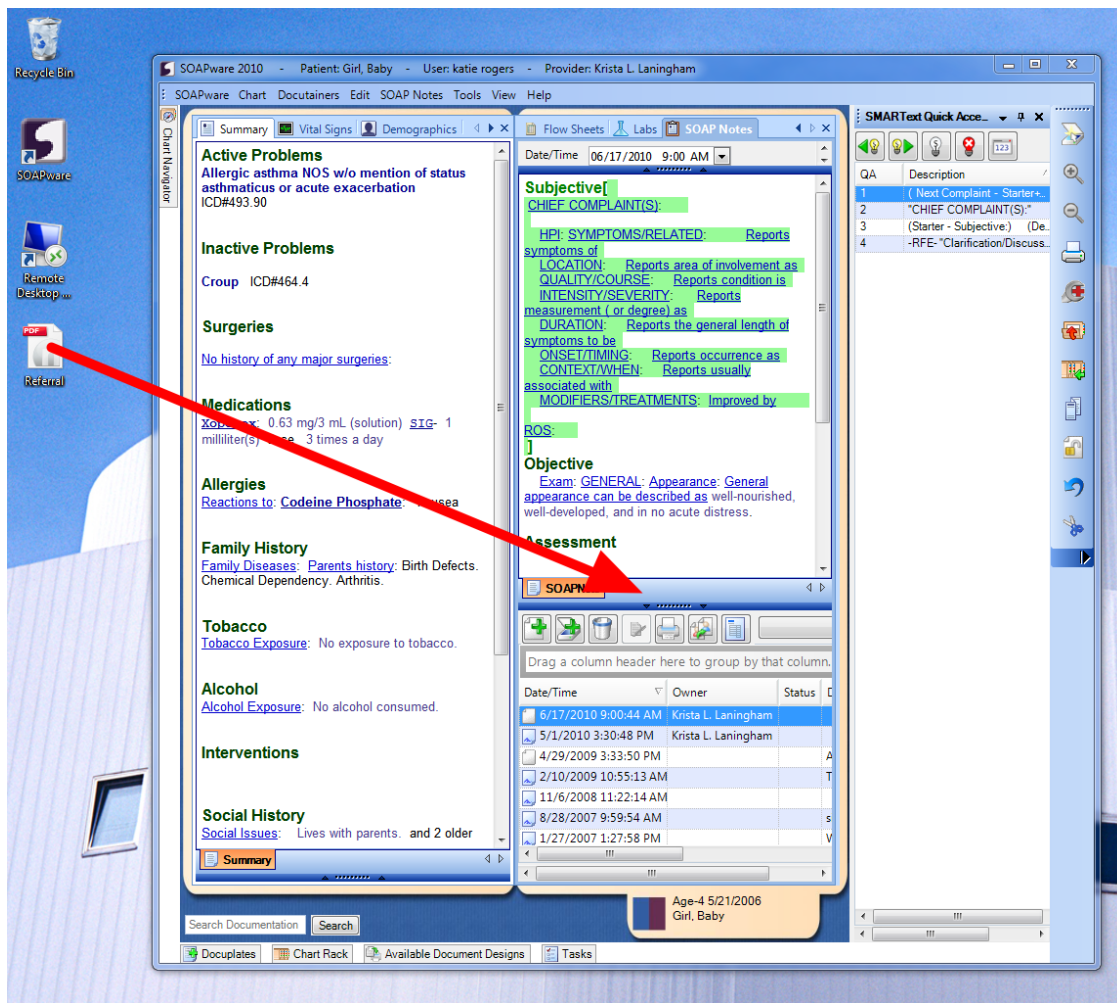 Recycle Bin
SOAPware
Remote
Desktop ...
PDF
Referral
SOAPware 2010 - Patient: Girl, Baby - User: katie rogers - Provider: Krista L. Laningham
SOAPware Chart Docutainers Edit SOAP Notes Tools View Help
Chart Navigator
Summary Vital Signs Demographics
Active Problems
Allergic asthma NOS w/o mention of status
asthmaticus or acute exacerbation
ICD#493.90
Inactive Problems
Croup ICD#464.4
Surgeries
No history of any major surgeries:
Medications
0.63 mg/3 mL (solution) SIG- 1
milliliter(s) 3 times a day
Allergies
Reactions to: Codeine Phosphate:
Family History
Family Diseases: Parents history: Birth Defects.
Chemical Dependency. Arthritis.
Tobacco
Tobacco Exposure: No exposure to tobacco.
Alcohol
Alcohol Exposure: No alcohol consumed.
Interventions
Social History
Social Issues: Lives with parents. and 2 older
Summary
Flow Sheets Labs SOAP Notes
Date/Time 06/17/2010 9:00 AM
Subjective[
CHIEF COMPLAINT(S):
HPI: SYMPTOMS/RELATED: Reports
symptoms of
LOCATION: Reports area of involvement as
QUALITY/COURSE: Reports condition is
INTENSITY/SEVERITY: Reports
measurement ( or degree) as
DURATION: Reports the general length of
symptoms to be
ONSET/TIMING: Reports occurrence as
CONTEXT/WHEN: Reports usually
associated with
MODIFIERS/TREATMENTS: Improved by
ROS:
]
Objective
Exam: GENERAL: Appearance: General
appearance can be described as well-nourished,
well-developed, and in no acute distress.
Assessment
Drag a column header here to group by that column.
Date/Time Owner Status
6/17/2010 9:00:44 AM Krista L. Laningham
5/1/2010 3:30:48 PM Krista L. Laningham
4/29/2009 3:33:50 PM A
2/10/2009 10:55:13 AM T
11/6/2008 11:22:14 AM
8/28/2007 9:59:54 AM s
1/27/2007 1:27:58 PM
Age-4 5/21/2006
Girl, Baby
SMARText Quick Acce...
123
QA Description
1 ( Next Complaint - Starter+...
2 "CHIEF COMPLAINT(S):"
3 (Starter - Subjective:) (De...
4 -RFE- "Clarification/Discuss...
Search Documentation Search
Docuplates Chart Rack Available Document Designs Tasks